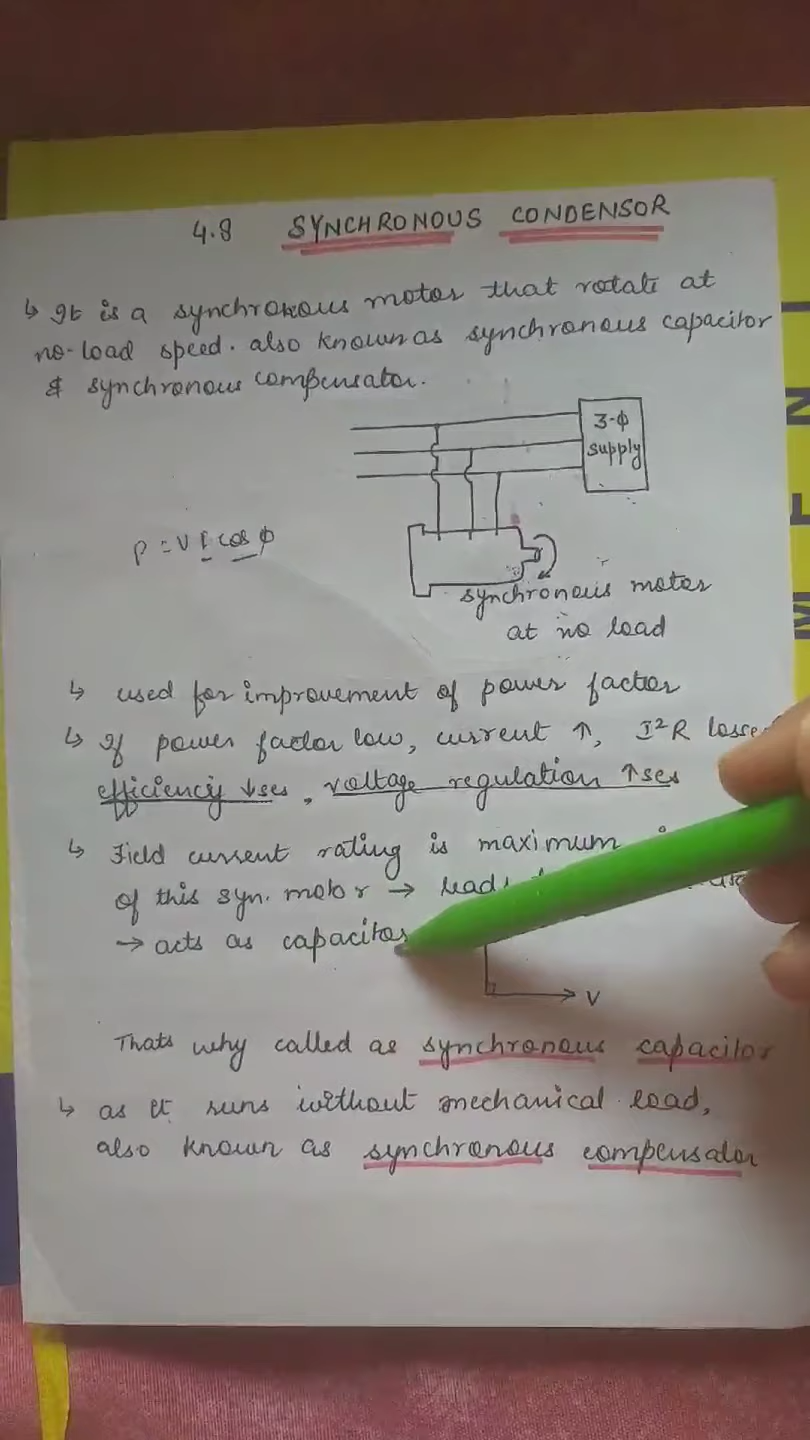 4.8 SYNCHRONOUS CONDENSOR
↳ It is a synchronous motor that rotate at
no-load speed. also known as synchronous capacitor
& synchronous compensator.
3-ϕ
supply
P = V I cos ϕ
synchronous motor
at no load
↳ used for improvement of power factor
↳ If power factor low, current ↑, I²R losses
efficiency ↓ses, voltage regulation ↑ses
↳ Field current rating is maximum
of this syn. motor →
→ acts as capacitor
V
Thats why called as synchronous capacitor
↳ as it runs without mechanical load,
also known as synchronous compensator